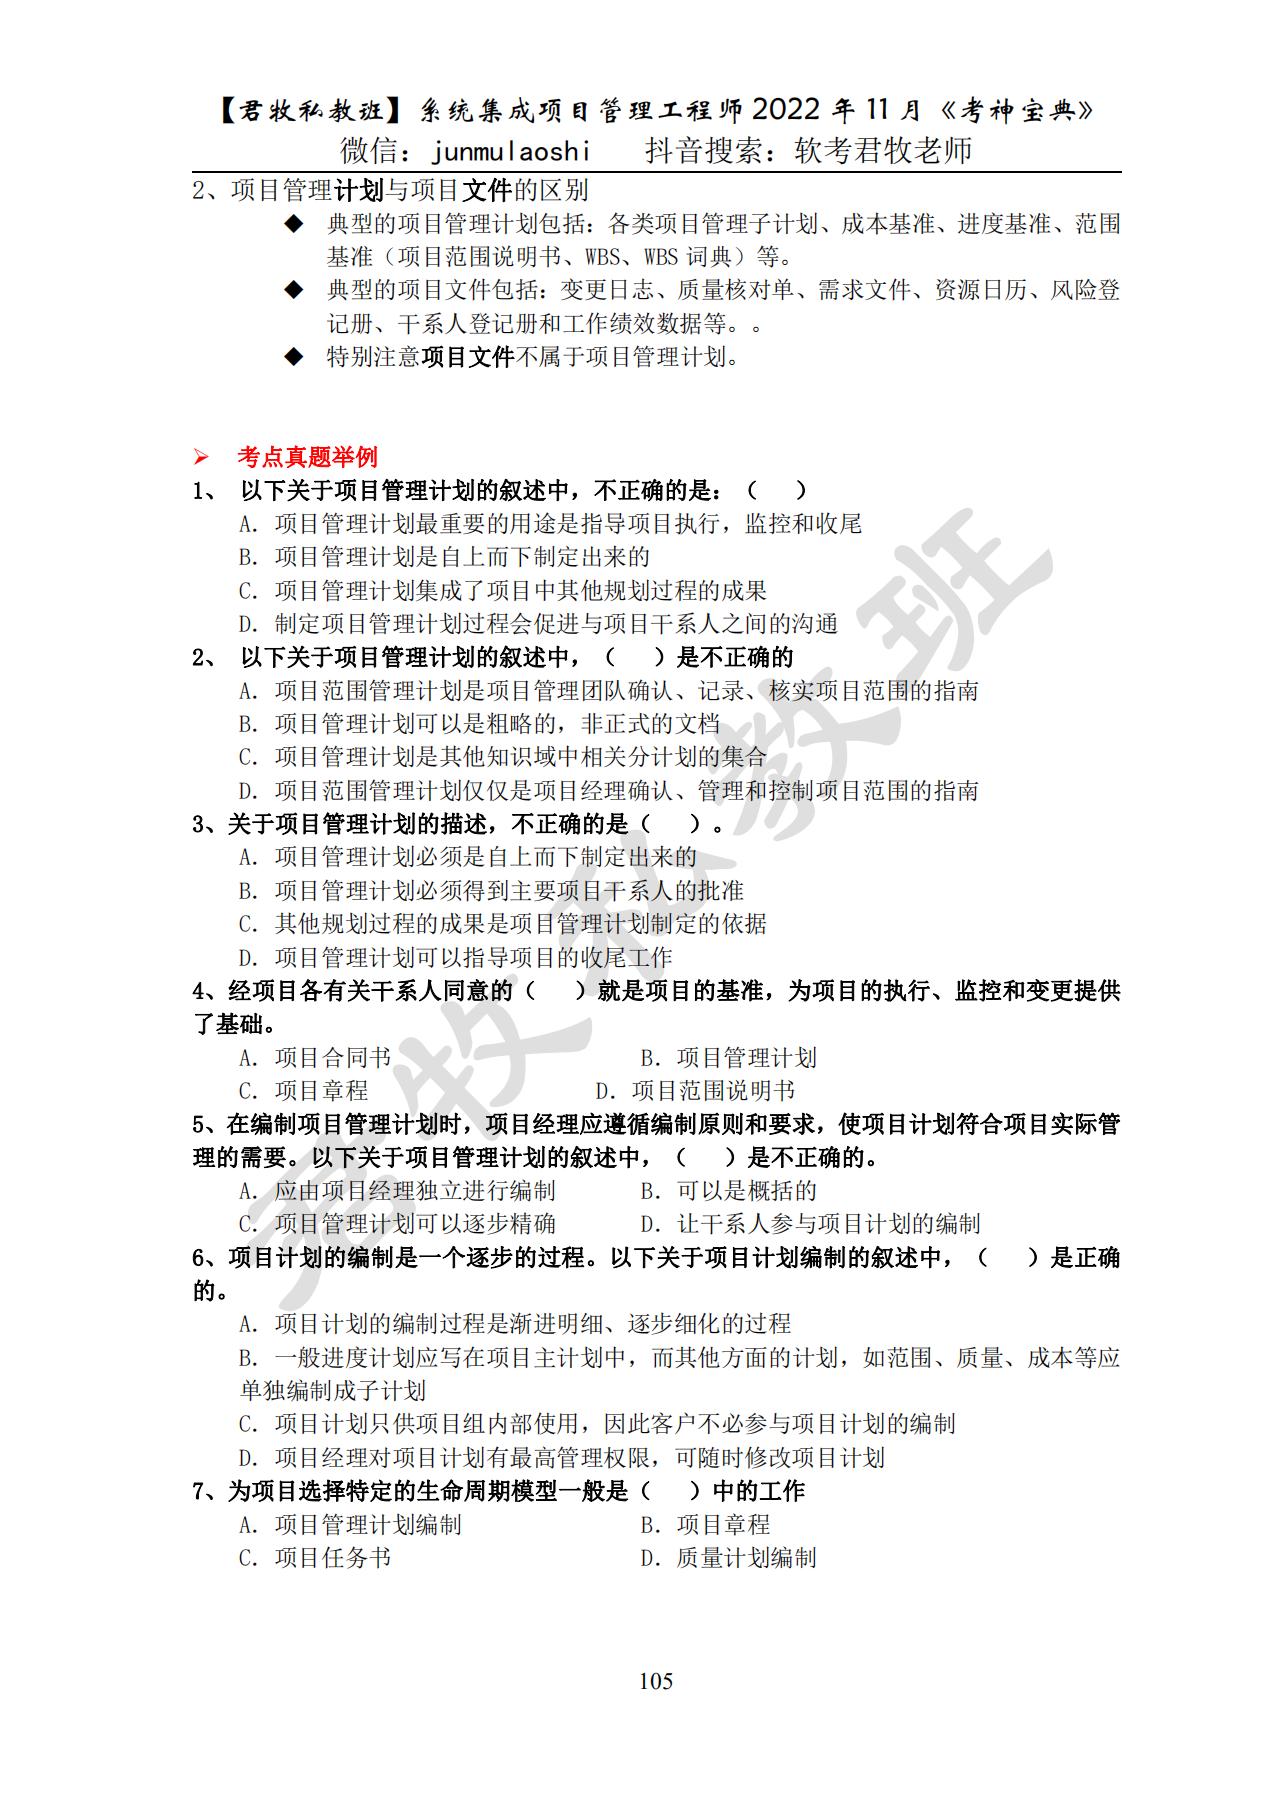 【君牧私教班】系统集成项目管理工程师 2022 年 11 月《考神宝典》
微信：junmulaoshi 抖音搜索：软考君牧老师
2、项目管理计划与项目文件的区别
◆ 典型的项目管理计划包括：各类项目管理子计划、成本基准、进度基准、范围
基准（项目范围说明书、WBS、WBS 词典）等。
◆ 典型的项目文件包括：变更日志、质量核对单、需求文件、资源日历、风险登
记册、干系人登记册和工作绩效数据等。。
◆ 特别注意项目文件不属于项目管理计划。
➢ 考点真题举例
1、 以下关于项目管理计划的叙述中，不正确的是：（ ）
A. 项目管理计划最重要的用途是指导项目执行，监控和收尾
B. 项目管理计划是自上而下制定出来的
C. 项目管理计划集成了项目中其他规划过程的成果
D. 制定项目管理计划过程会促进与项目干系人之间的沟通
2、 以下关于项目管理计划的叙述中，（ ）是不正确的
A. 项目范围管理计划是项目管理团队确认、记录、核实项目范围的指南
B. 项目管理计划可以是粗略的，非正式的文档
C. 项目管理计划是其他知识域中相关分计划的集合
D. 项目范围管理计划仅仅是项目经理确认、管理和控制项目范围的指南
3、关于项目管理计划的描述，不正确的是（ ）。
A. 项目管理计划必须是自上而下制定出来的
B. 项目管理计划必须得到主要项目干系人的批准
C. 其他规划过程的成果是项目管理计划制定的依据
D. 项目管理计划可以指导项目的收尾工作
4、经项目各有关干系人同意的（ ）就是项目的基准，为项目的执行、监控和变更提供
了基础。
A. 项目合同书 B. 项目管理计划
C. 项目章程 D. 项目范围说明书
5、在编制项目管理计划时，项目经理应遵循编制原则和要求，使项目计划符合项目实际管
理的需要。以下关于项目管理计划的叙述中，（ ）是不正确的。
A. 应由项目经理独立进行编制 B. 可以是概括的
C. 项目管理计划可以逐步精确 D. 让干系人参与项目计划的编制
6、项目计划的编制是一个逐步的过程。以下关于项目计划编制的叙述中，（ ）是正确
的。
A. 项目计划的编制过程是渐进明细、逐步细化的过程
B. 一般进度计划应写在项目主计划中，而其他方面的计划，如范围、质量、成本等应
单独编制成子计划
C. 项目计划只供项目组内部使用，因此客户不必参与项目计划的编制
D. 项目经理对项目计划有最高管理权限，可随时修改项目计划
7、为项目选择特定的生命周期模型一般是（ ）中的工作
A. 项目管理计划编制 B. 项目章程
C. 项目任务书 D. 质量计划编制
105
君牧私教班